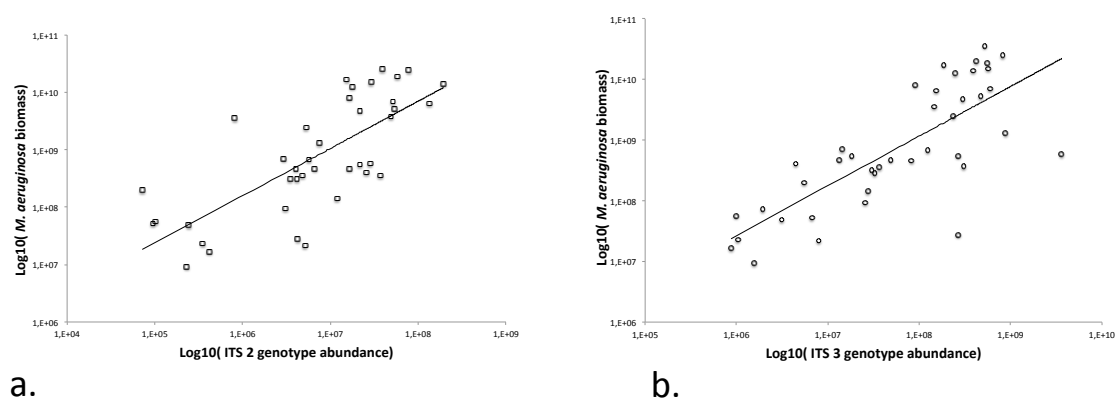 1,E+11
1,E+10
1,E+09
1,E+08
1,E+07
1,E+06
Log10( M. aeruginosa biomass)
1,E+04 1,E+05 1,E+06 1,E+07 1,E+08 1,E+09
Log10( ITS 2 genotype abundance)
a.
1,E+11
1,E+10
1,E+09
1,E+08
1,E+07
1,E+06
Log10( M. aeruginosa biomass)
1,E+05 1,E+06 1,E+07 1,E+08 1,E+09 1,E+10
Log10( ITS 3 genotype abundance)
b.